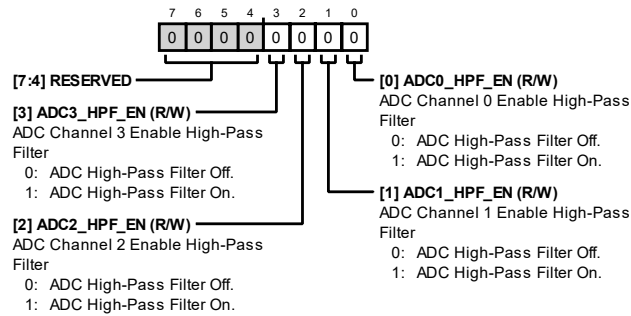 7 6 5 4 3 2 1 0
0 0 0 0 0 0 0 0
[7:4] RESERVED
[3] ADC3_HPF_EN (R/W)
ADC Channel 3 Enable High-Pass
Filter
0: ADC High-Pass Filter Off.
1: ADC High-Pass Filter On.
[2] ADC2_HPF_EN (R/W)
ADC Channel 2 Enable High-Pass
Filter
0: ADC High-Pass Filter Off.
1: ADC High-Pass Filter On.
[0] ADC0_HPF_EN (R/W)
ADC Channel 0 Enable High-Pass
Filter
0: ADC High-Pass Filter Off.
1: ADC High-Pass Filter On.
[1] ADC1_HPF_EN (R/W)
ADC Channel 1 Enable High-Pass
Filter
0: ADC High-Pass Filter Off.
1: ADC High-Pass Filter On.